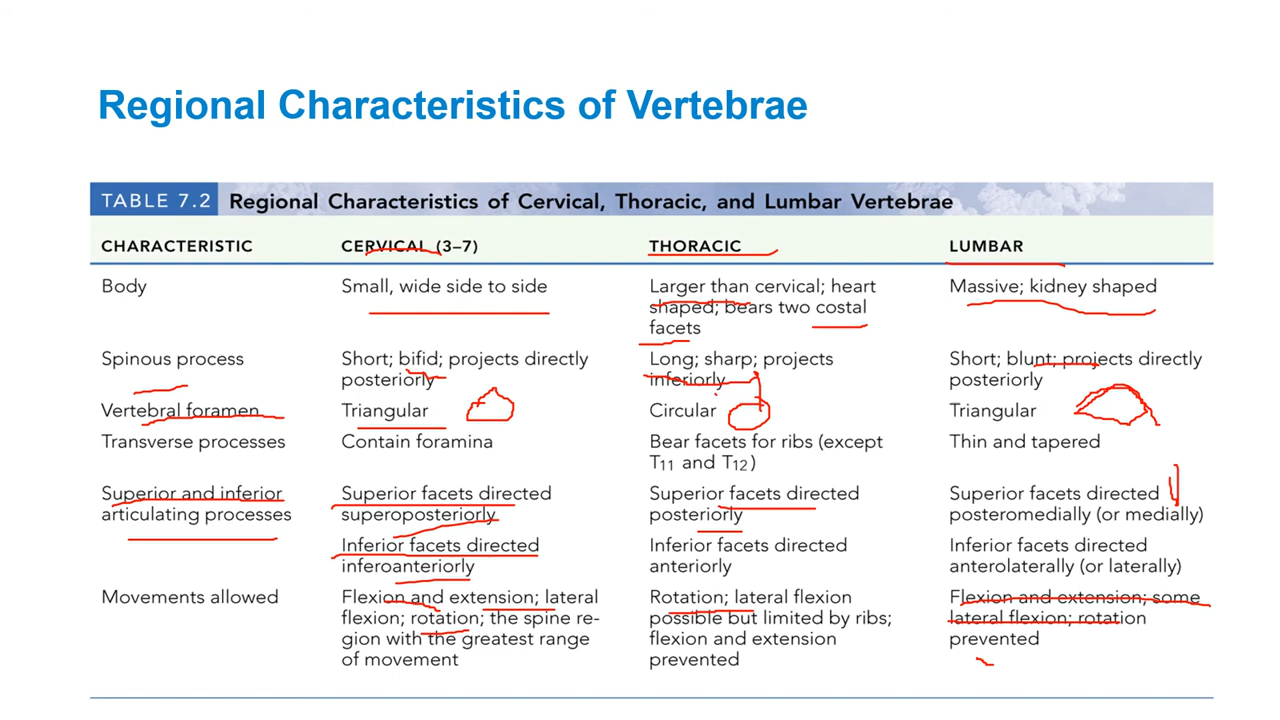 Regional Characteristics of Vertebrae
TABLE 7.2 Regional Characteristics of Cervical, Thoracic, and Lumbar Vertebrae
CHARACTERISTIC CERVICAL (3–7) THORACIC LUMBAR
Body Small, wide side to side Larger than cervical; heart Massive; kidney shaped
shaped; bears two costal
facets
Spinous process Short; bifid; projects directly Long; sharp; projects Short; blunt; projects directly
posteriorly inferiorly posteriorly
Vertebral foramen Triangular Circular Triangular
Transverse processes Contain foramina Bear facets for ribs (except Thin and tapered
T11 and T12)
Superior and inferior Superior facets directed Superior facets directed Superior facets directed
articulating processes superoposteriorly posteriorly posteromedially (or medially)
Inferior facets directed Inferior facets directed Inferior facets directed
inferoanteriorly anteriorly anterolaterally (or laterally)
Movements allowed Flexion and extension; lateral Rotation; lateral flexion Flexion and extension; some
flexion; rotation; the spine re- possible but limited by ribs; lateral flexion; rotation
gion with the greatest range flexion and extension prevented
of movement prevented